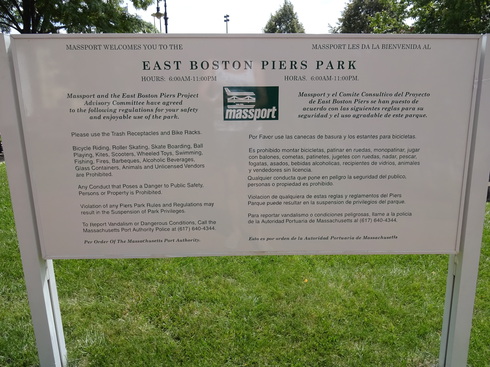 MASSPORT WELCOMES YOU TO THE
MASSPORT LES DA LA BIENVENIDA AL
EAST BOSTON PIERS PARK
HOURS: 6:00AM-11:00PM
HORAS: 6:00AM-11:00PM.
Massport and the East Boston Piers Project
Advisory Committee have agreed
to the following regulations for your safety
and enjoyable use of the park.
massport
Massport y el Comite Consultivo del Proyecto
de East Boston Piers se han puesto de
acuerdo con las siguientes reglas para su
seguridad y el uso agradable de este parque.
Please use the Trash Receptacles and Bike Racks.
Bicycle Riding, Roller Skating, Skate Boarding, Ball
Playing, Kites, Scooters, Wheeled Toys, Swimming,
Fishing, Fires, Barbeques, Alcoholic Beverages,
Glass Containers, Animals and Unlicensed Vendors
are Prohibited.
Any Conduct that Poses a Danger to Public Safety,
Persons or Property is Prohibited.
Violation of any Piers Park Rules and Regulations may
result in the Suspension of Park Privileges.
To Report Vandalism or Dangerous Conditions, Call the
Massachusetts Port Authority Police at (617) 640-4344.
Per Order Of The Massachusetts Port Authority.
Por Favor use las canecas de basura y los estantes para bicicletas.
Es prohibido montar bicicletas, patinar en ruedas, monopatinar, jugar
con balones, cometas, patinetes, juguetes con ruedas, nadar, pescar,
fogatas, asados, bebidas alcoholicas, recipientes de vidrios, animales
y vendedores sin licencia.
Cualquier conducta que pone en peligro la seguridad del publico,
personas o propiedad es prohibido.
Violacion de qualquiera de estas reglas y reglamentos del Piers
Parque puede resultar en la suspension de privilegios del parque.
Para reportar vandalismo o condiciones peligrosas, llame a la policia
de la Autoridad Portuaria de Massachusetts al (617) 640-4344.
Esto es por orden de la Autoridad Portuaria de Massachusetts